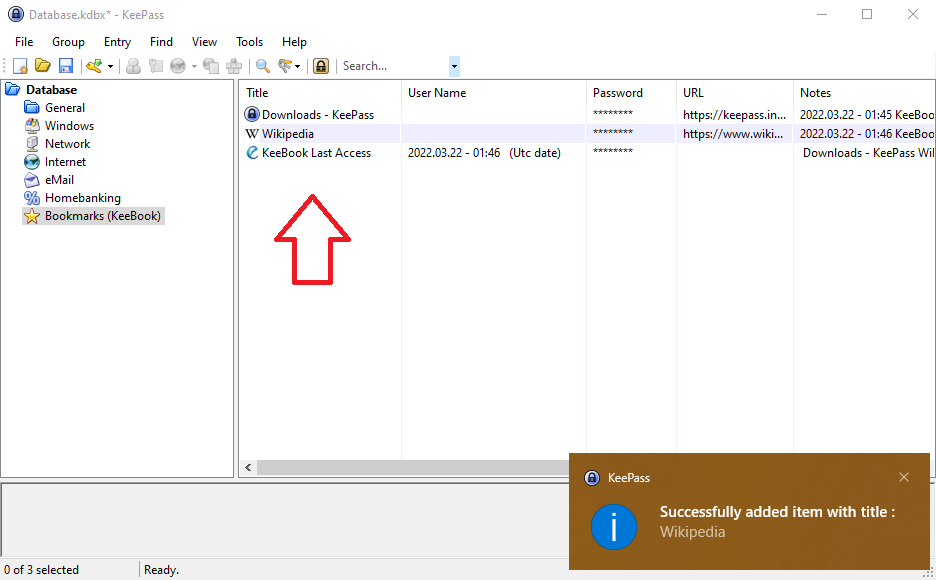 Database.kdbx* - KeePass
File Group Entry Find View Tools Help
Search...
Database
General
Windows
Network
Internet
eMail
Homebanking
Bookmarks (KeeBook)
Title User Name Password URL Notes
Downloads - KeePass ******** https://keepass.in... 2022.03.22 - 01:45 KeeBoo
Wikipedia ******** https://www.wiki... 2022.03.22 - 01:46 KeeBoo
KeeBook Last Access 2022.03.22 - 01:46 (Utc date) ******** Downloads - KeePass Wil
KeePass
Successfully added item with title :
Wikipedia
0 of 3 selected Ready.